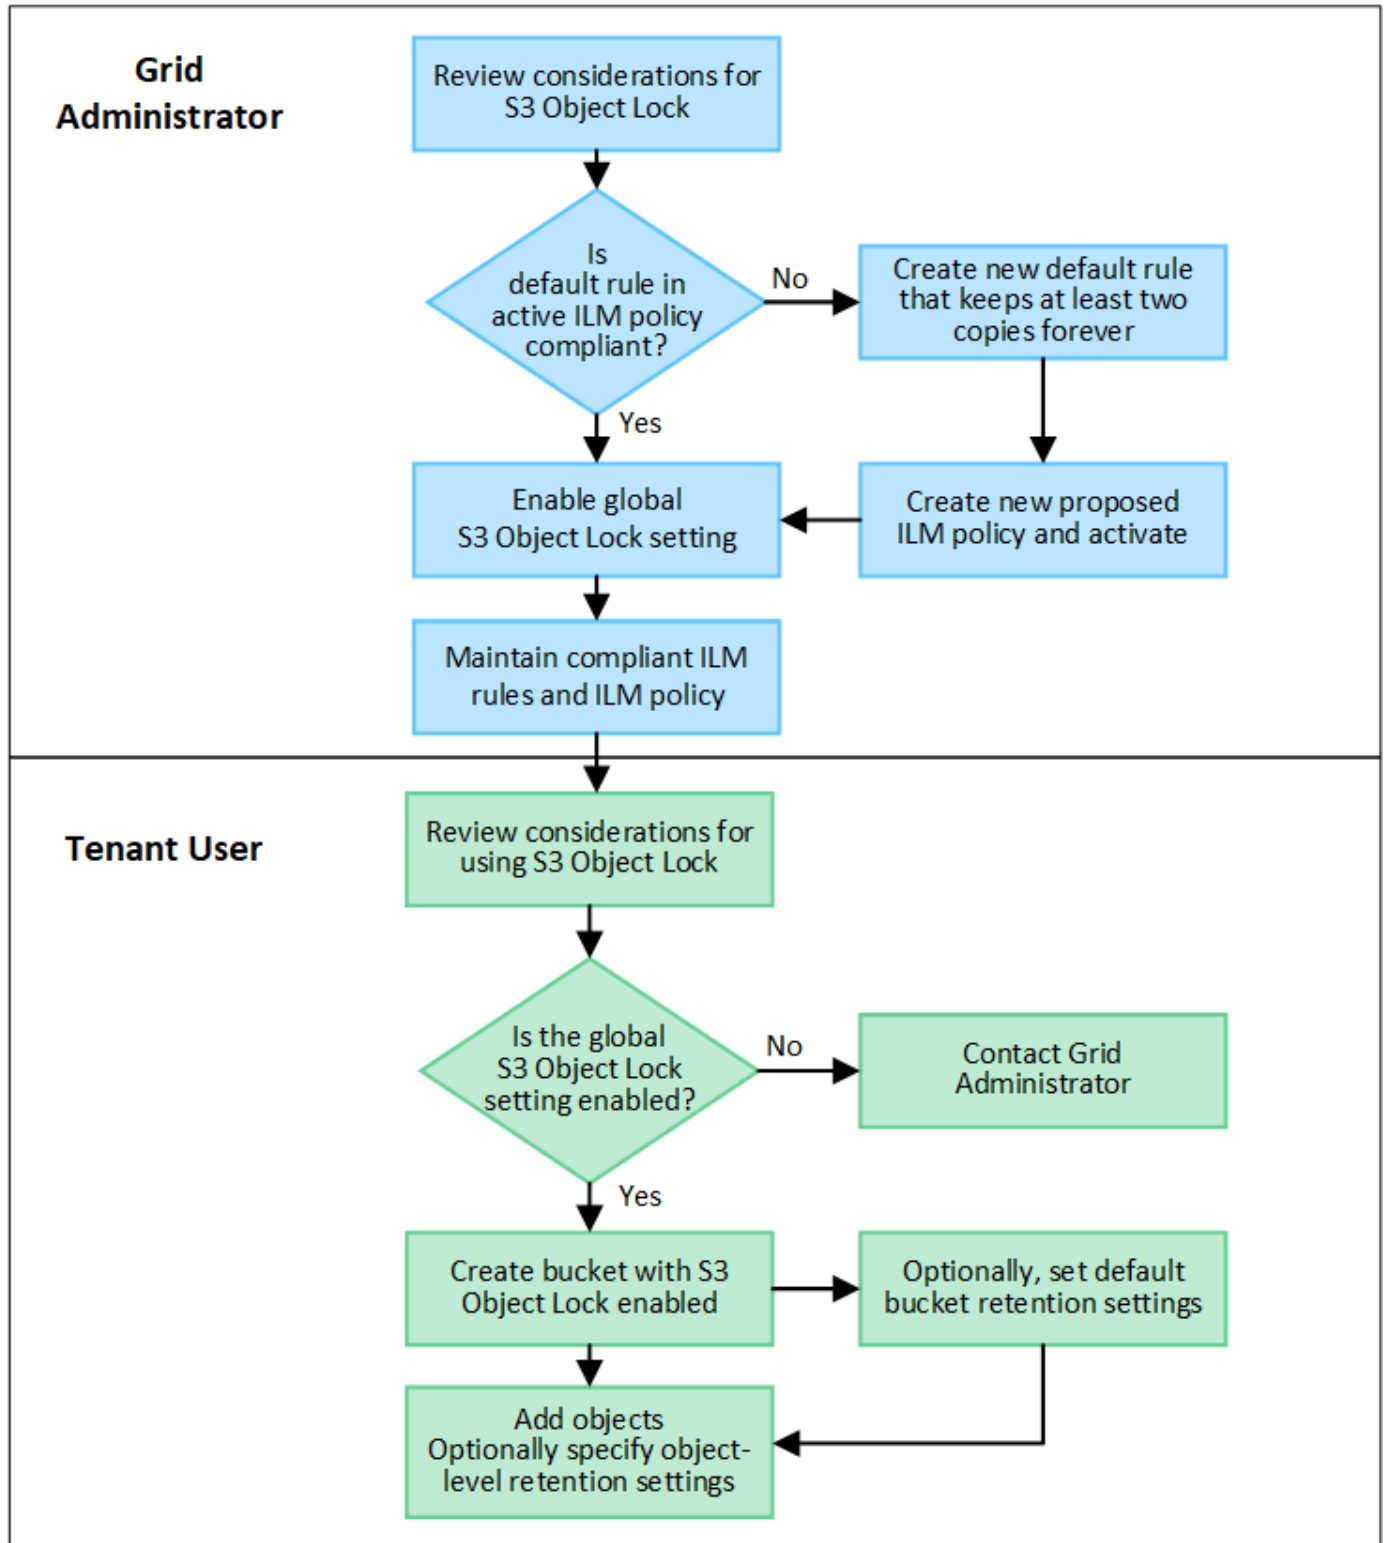 Grid
Administrator
Review considerations for
S3 Object Lock
Is
default rule in
active ILM policy
compliant?
No
Create new default rule
that keeps at least two
copies forever
Yes
Enable global
S3 Object Lock setting
Create new proposed
ILM policy and activate
Maintain compliant ILM
rules and ILM policy
Tenant User
Review considerations for
using S3 Object Lock
Is the global
S3 Object Lock
setting enabled?
No
Contact Grid
Administrator
Yes
Create bucket with S3
Object Lock enabled
Optionally, set default
bucket retention settings
Add objects
Optionally specify object-
level retention settings